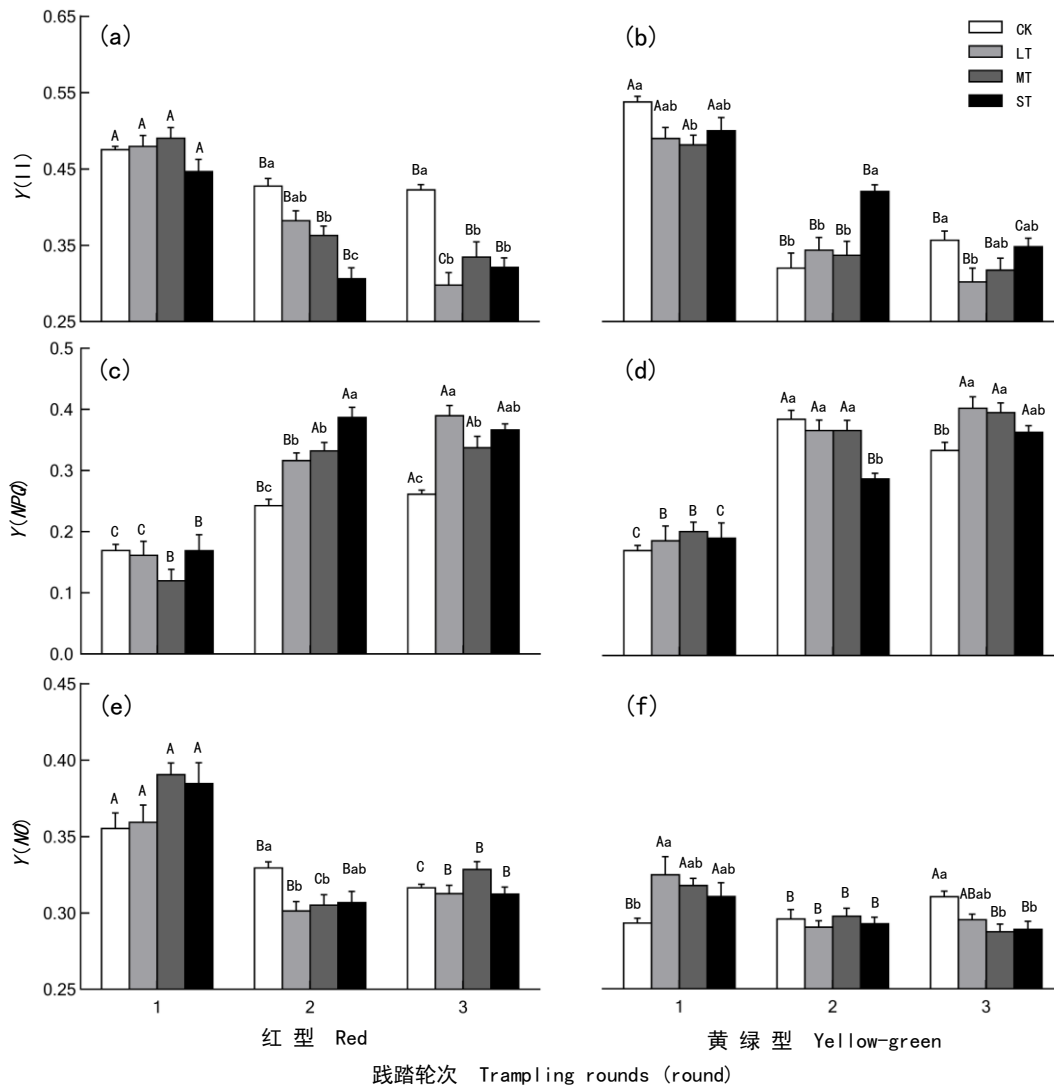 0.65
(a)
(b)
CK
LT
MT
ST
0.55
Aa
A A A A
Aab Ab Aab
0.45
Ba Ba
Ba
Y(II)
Bab Bb
Bc
Cb Bb Bb
Bb Bb Bb
Ba Bb Bab Cab
0.35
0.25
0.5
(c)
(d)
Aa Aa Aab
Aa Aa Aa
Aa Aa Aab
0.4
Bb Ab
Ab
Bb
Bb
0.3
Y(NPQ)
Bc
Ac
0.2
C C B B
C B B C
0.1
0.0
0.45
(e)
(f)
0.40
A A A A
0.35
Y(NO)
Ba
Bb Cb Bab
C B B B
Bb Aa Aab Aab
B B B B
Aa ABab Bb Bb
0.30
0.25
1 2 3
1 2 3
红 型 Red
黄 绿 型 Yellow-green
践踏轮次 Trampling rounds (round)